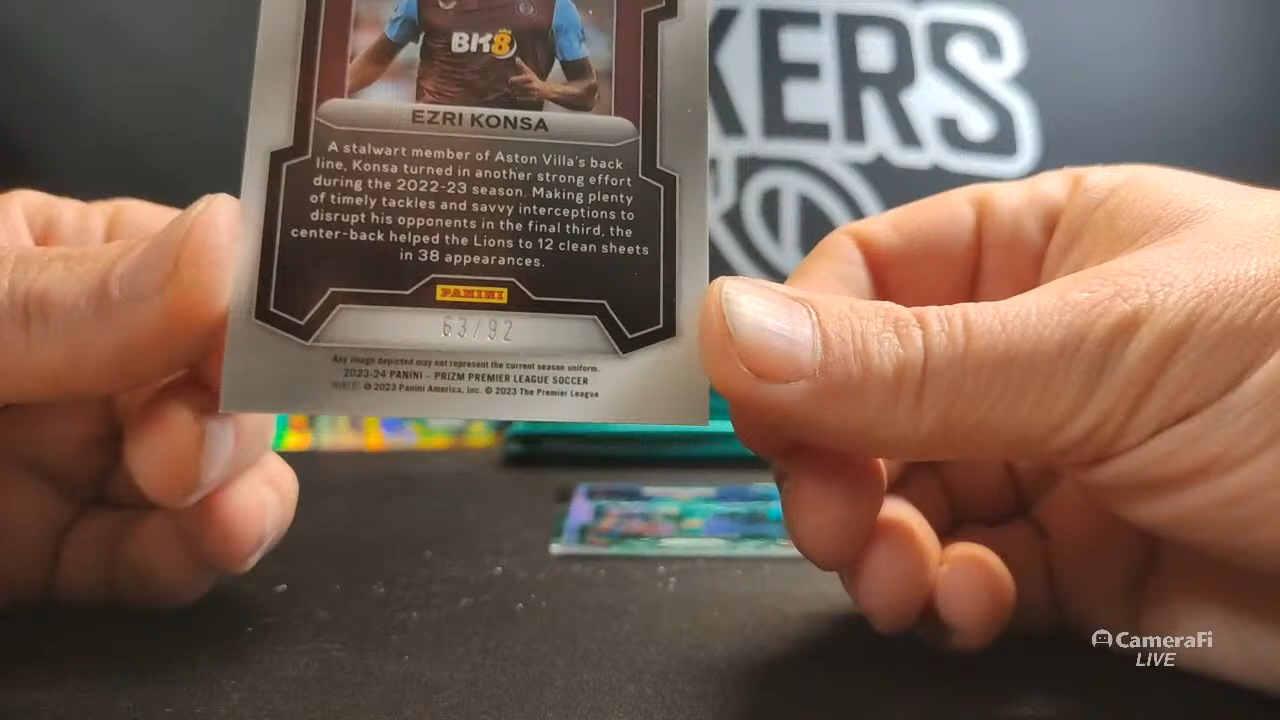 KERS
BK8
EZRI KONSA
A stalwart member of Aston Villa's back
line, Konsa turned in another strong effort
during the 2022-23 season. Making plenty
of timely tackles and savvy interceptions to
disrupt his opponents in the final third, the
center-back helped the Lions to 12 clean sheets
in 38 appearances.
PANINI
63/92
Any image depicted may not represent the current season uniform.
2023-24 PANINI – PRIZM PREMIER LEAGUE SOCCER
© 2023 Panini America, Inc. © 2023 The Premier League
CameraFi
LIVE